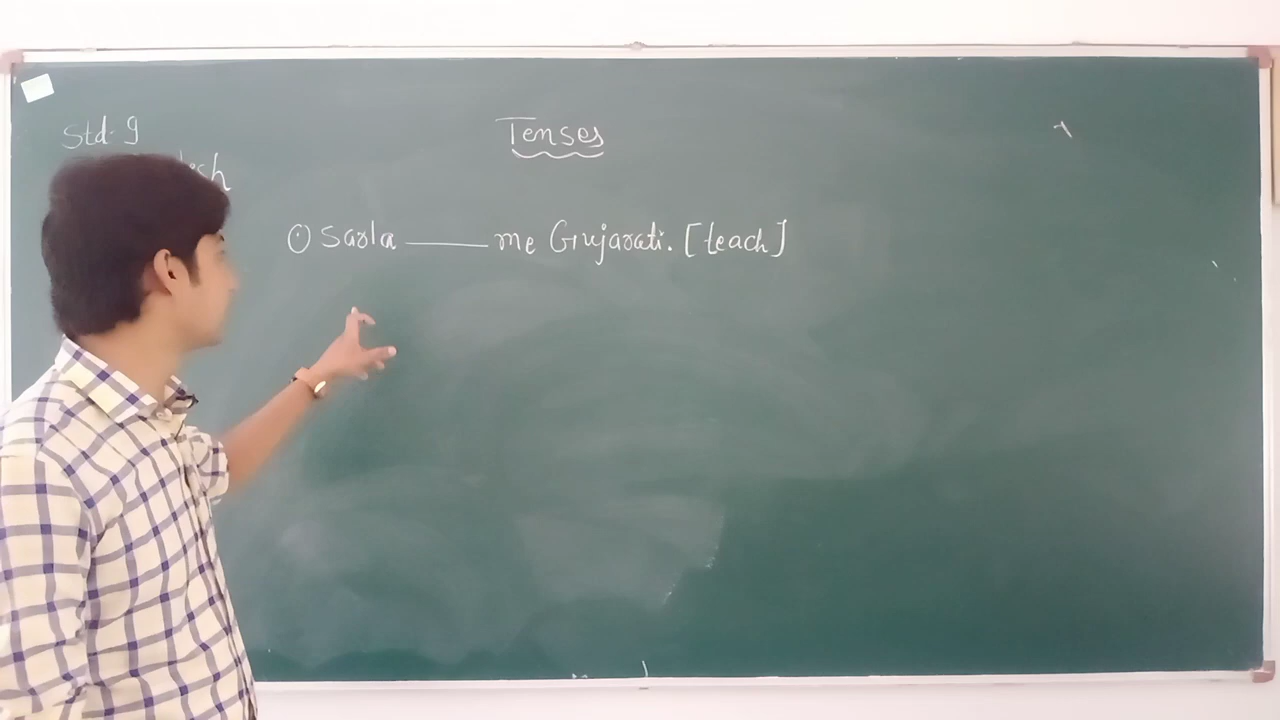 Std. 9
Tenses
⊙ Sarla ______ me Gujarati. [teach]